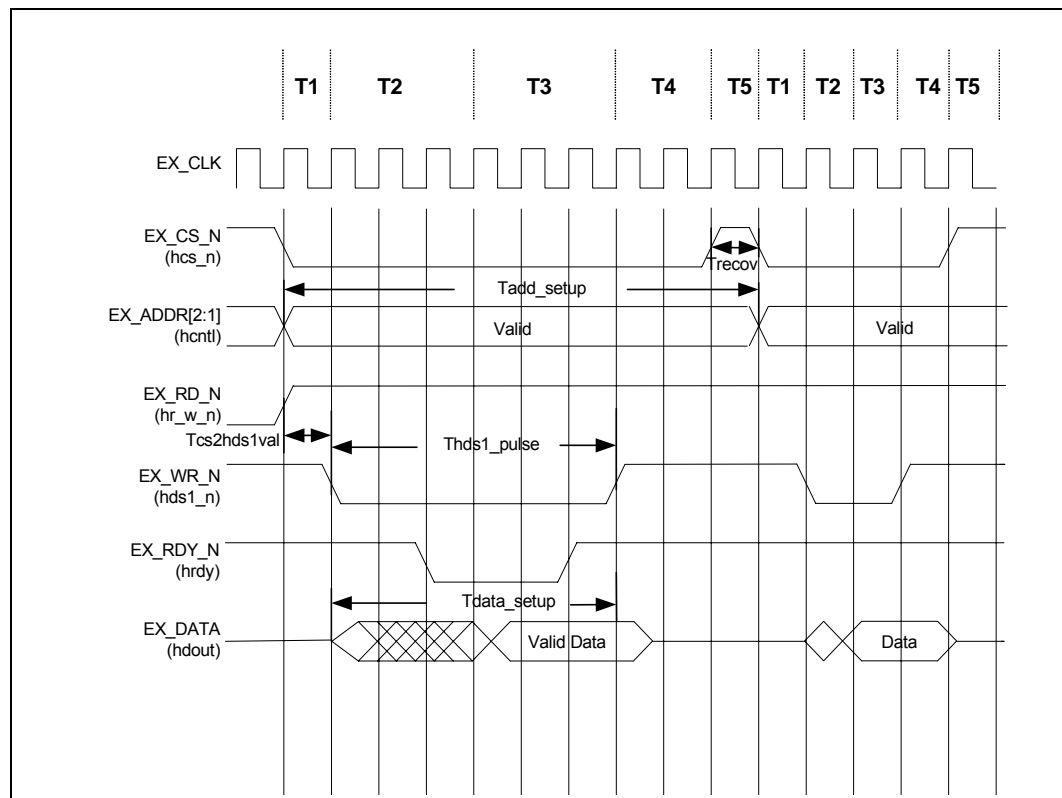 T1 T2 T3 T4 T5 T1 T2 T3 T4 T5
EX_CLK
EX_CS_N
(hcs_n)
Trecov
Tadd_setup
EX_ADDR[2:1]
(hcntl)
Valid Valid
EX_RD_N
(hr_w_n)
Tcs2hds1val
Thds1_pulse
EX_WR_N
(hds1_n)
EX_RDY_N
(hrdy)
Tdata_setup
EX_DATA
(hdout)
Valid Data Data